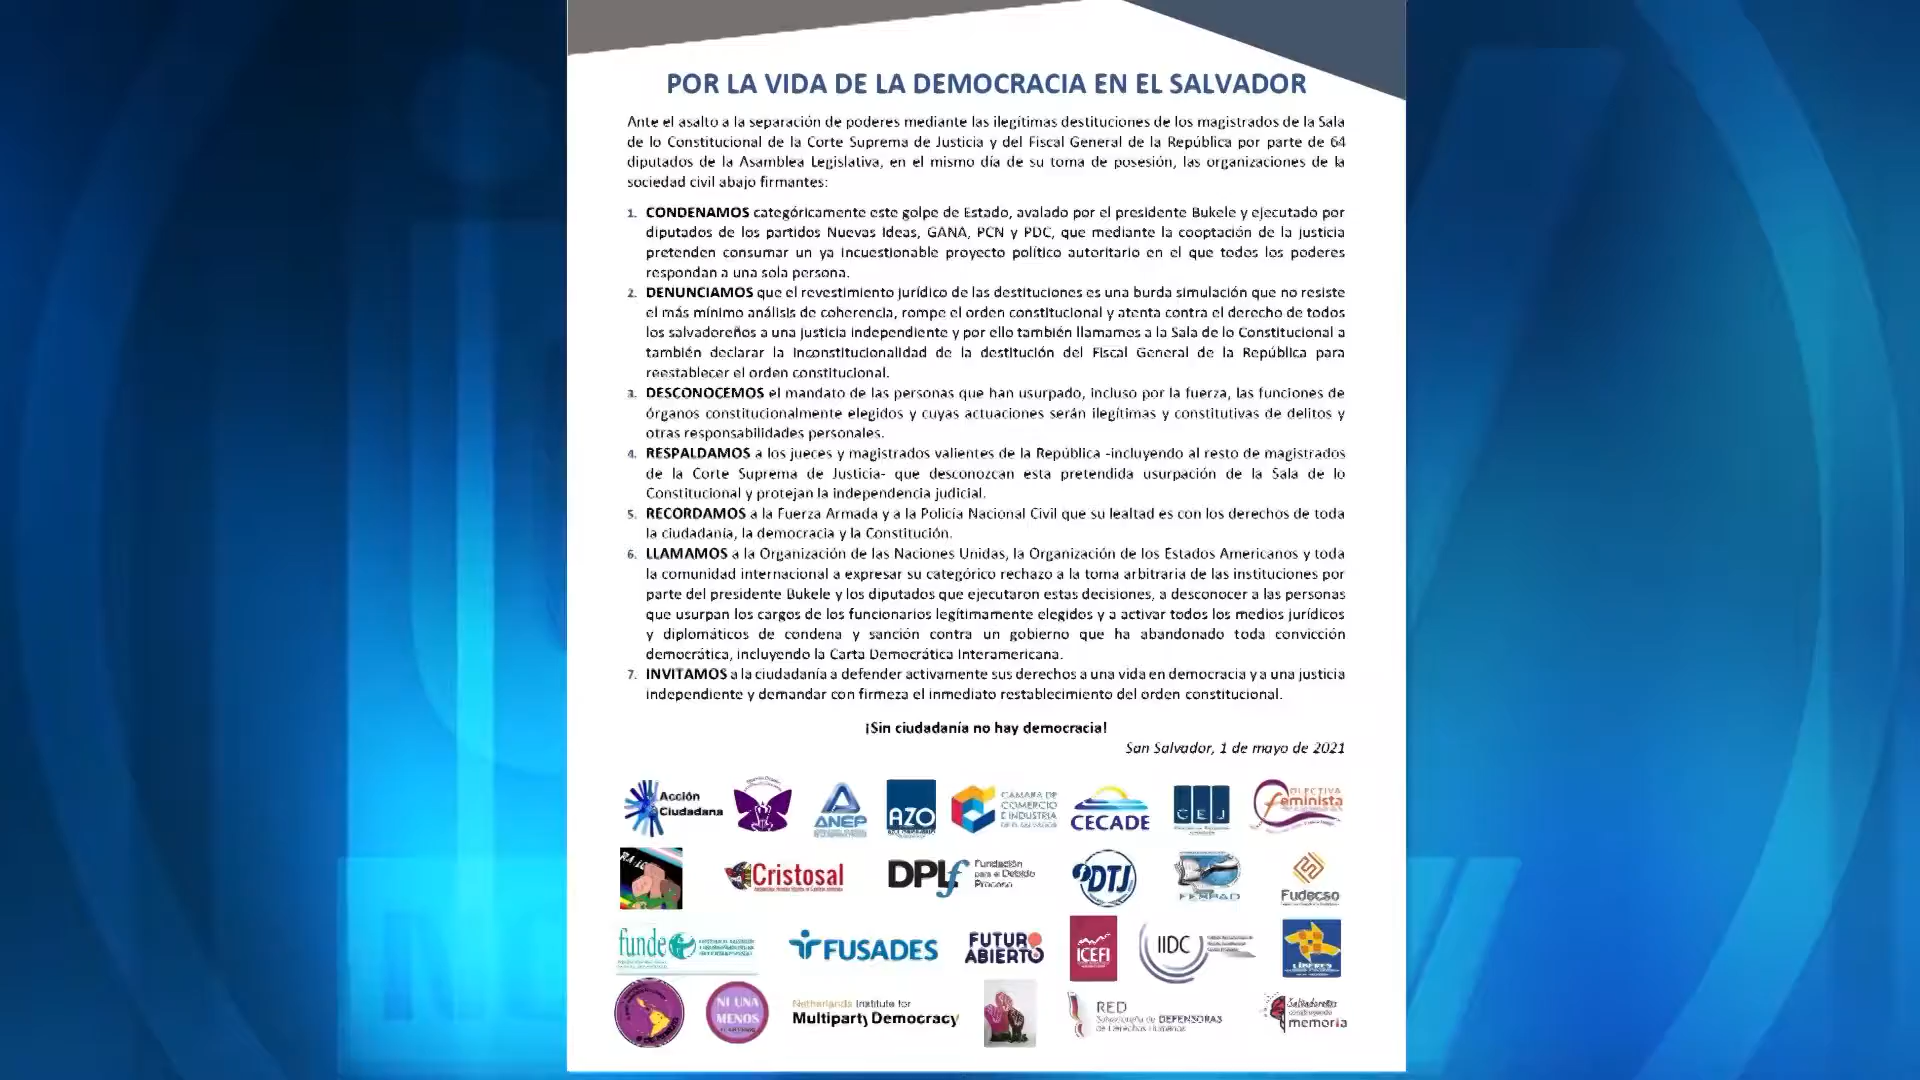 POR LA VIDA DE LA DEMOCRACIA EN EL SALVADOR
Ante el asalto a la separación de poderes mediante las ilegítimas destituciones de los magistrados de la Sala
de lo Constitucional de la Corte Suprema de Justicia y del Fiscal General de la República por parte de 64
diputados de la Asamblea Legislativa, en el mismo día de su toma de posesión, las organizaciones de la
sociedad civil abajo firmantes:
1. CONDENAMOS categóricamente este golpe de Estado, avalado por el presidente Bukele y ejecutado por
diputados de los partidos Nuevas Ideas, GANA, PCN y PDC, que mediante la cooptación de la justicia
pretenden consumar un ya incuestionable proyecto político autoritario en el que todos los poderes
respondan a una sola persona.
2. DENUNCIAMOS que el revestimiento jurídico de las destituciones es una burda simulación que no resiste
el más mínimo análisis de coherencia, rompe el orden constitucional y atenta contra el derecho de todos
los salvadoreños a una justicia independiente y por ello también llamamos a la Sala de lo Constitucional a
también declarar la inconstitucionalidad de la destitución del Fiscal General de la República para
reestablecer el orden constitucional.
3. DESCONOCEMOS el mandato de las personas que han usurpado, incluso por la fuerza, las funciones de
órganos constitucionalmente elegidos y cuyas actuaciones serán ilegítimas y constitutivas de delitos y
otras responsabilidades personales.
4. RESPALDAMOS a los jueces y magistrados valientes de la República -incluyendo al resto de magistrados
de la Corte Suprema de Justicia- que desconozcan esta pretendida usurpación de la Sala de lo
Constitucional y protejan la independencia judicial.
5. RECORDAMOS a la Fuerza Armada y a la Policía Nacional Civil que su lealtad es con los derechos de toda
la ciudadanía, la democracia y la Constitución.
6. LLAMAMOS a la Organización de las Naciones Unidas, la Organización de los Estados Americanos y toda
la comunidad internacional a expresar su categórico rechazo a la toma arbitraria de las instituciones por
parte del presidente Bukele y los diputados que ejecutaron estas decisiones, a desconocer a las personas
que usurpan los cargos de los funcionarios legítimamente elegidos y a activar todos los medios jurídicos
y diplomáticos de condena y sanción contra un gobierno que ha abandonado toda convicción
democrática, incluyendo la Carta Democrática Interamericana.
7. INVITAMOS a la ciudadanía a defender activamente sus derechos a una vida en democracia y a una justicia
independiente y demandar con firmeza el inmediato restablecimiento del orden constitucional.
¡Sin ciudadanía no hay democracia!
San Salvador, 1 de mayo de 2021
Acción
Ciudadana
ANEP
AZO
CÁMARA DE
COMERCIO
E INDUSTRIA
DE EL SALVADOR
CECADE
CEJ
feminista
Cristosal
DPLf
Fundación
para el Debido
Proceso
DTJ
FESPAD
Fudecso
funde
FUSADES
FUTURO
ABIERTO
ICEFI
IIDC
LÍDERES
NI UNA
MENOS
Netherlands Institute for
Multiparty Democracy
RED
Salvadoreña de DEFENSORAS
de Derechos Humanos
Salvadoreños
construyendo
memoria